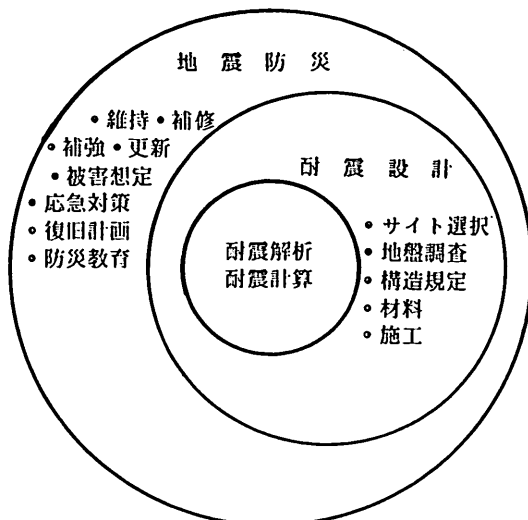 地震防災
• 維持 • 補修
• 補強 • 更新
• 被害想定
• 応急対策
• 復旧計画
• 防災教育
耐震設計
• サイト選択
• 地盤調査
• 構造規定
• 材料
• 施工
耐震解析
耐震計算